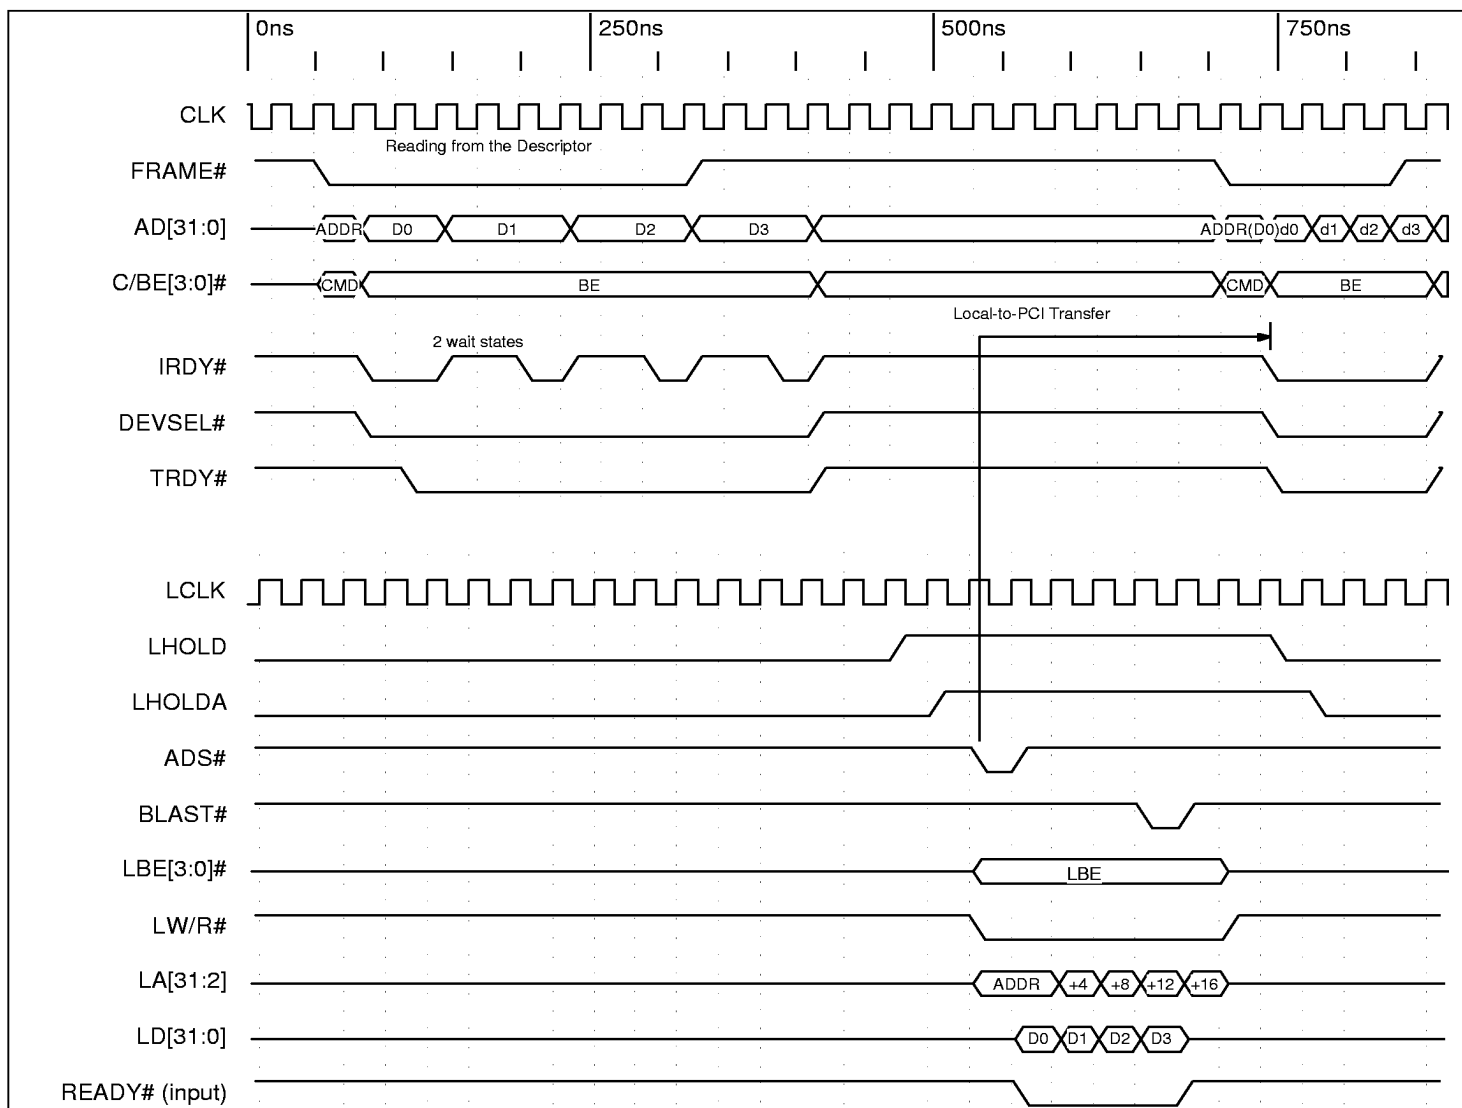 0ns 250ns 500ns 750ns
CLK
Reading from the Descriptor
FRAME#
AD[31:0] ADDR D0 D1 D2 D3 ADDR(D0) d0 d1 d2 d3
C/BE[3:0]# CMD BE CMD BE
Local-to-PCI Transfer
2 wait states
IRDY#
DEVSEL#
TRDY#
LCLK
LHOLD
LHOLDA
ADS#
BLAST#
LBE[3:0]# LBE
LW/R#
LA[31:2] ADDR +4 +8 +12 +16
LD[31:0] D0 D1 D2 D3
READY# (input)